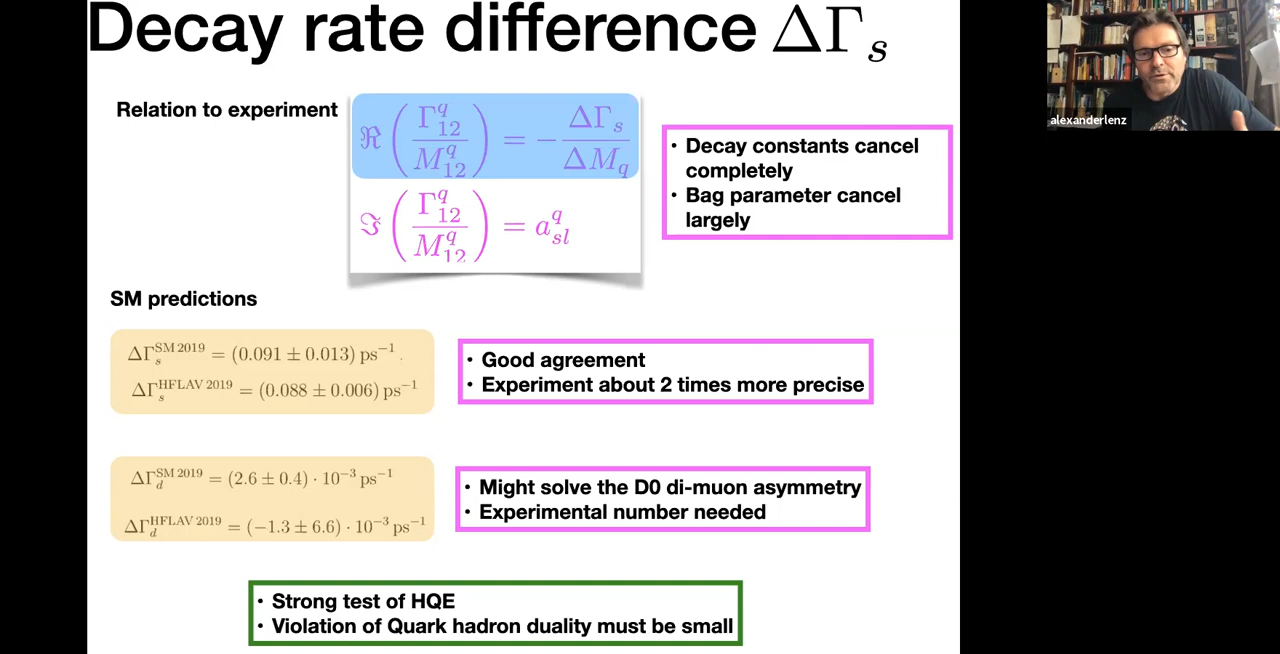 Decay rate difference ΔΓ_s
alexanderlenz
Relation to experiment
ℜ(Γ^q_12 / M^q_12) = −ΔΓ_s / ΔM_q
ℑ(Γ^q_12 / M^q_12) = a^q_sl
• Decay constants cancel
completely
• Bag parameter cancel
largely
SM predictions
ΔΓ_s^SM 2019 = (0.091 ± 0.013) ps^−1 .
ΔΓ_s^HFLAV 2019 = (0.088 ± 0.006) ps^−1
• Good agreement
• Experiment about 2 times more precise
ΔΓ_d^SM 2019 = (2.6 ± 0.4) · 10^−3 ps^−1
ΔΓ_d^HFLAV 2019 = (−1.3 ± 6.6) · 10^−3 ps^−1
• Might solve the D0 di-muon asymmetry
• Experimental number needed
• Strong test of HQE
• Violation of Quark hadron duality must be small